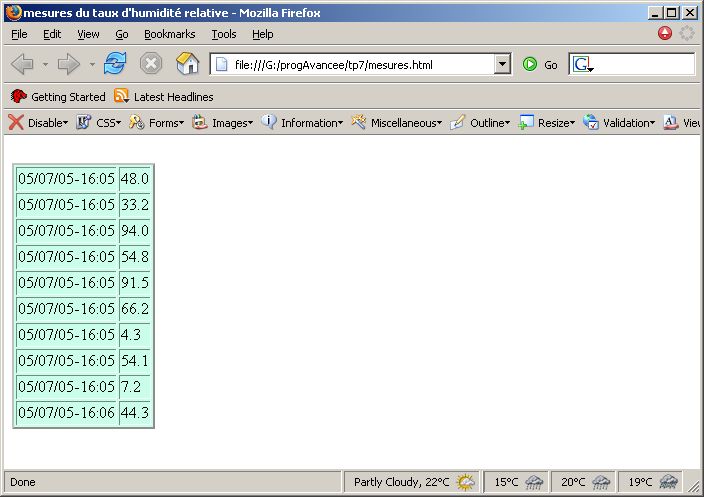 mesures du taux d'humidité relative - Mozilla Firefox
File Edit View Go Bookmarks Tools Help
file:///G:/progAvancee/tp7/mesures.html Go G
Getting Started Latest Headlines
Disable CSS Forms Images Information Miscellaneous Outline Resize Validation View
05/07/05-16:05 48.0
05/07/05-16:05 33.2
05/07/05-16:05 94.0
05/07/05-16:05 54.8
05/07/05-16:05 91.5
05/07/05-16:05 66.2
05/07/05-16:05 4.3
05/07/05-16:05 54.1
05/07/05-16:05 7.2
05/07/05-16:06 44.3
Done Partly Cloudy, 22°C 15°C 20°C 19°C